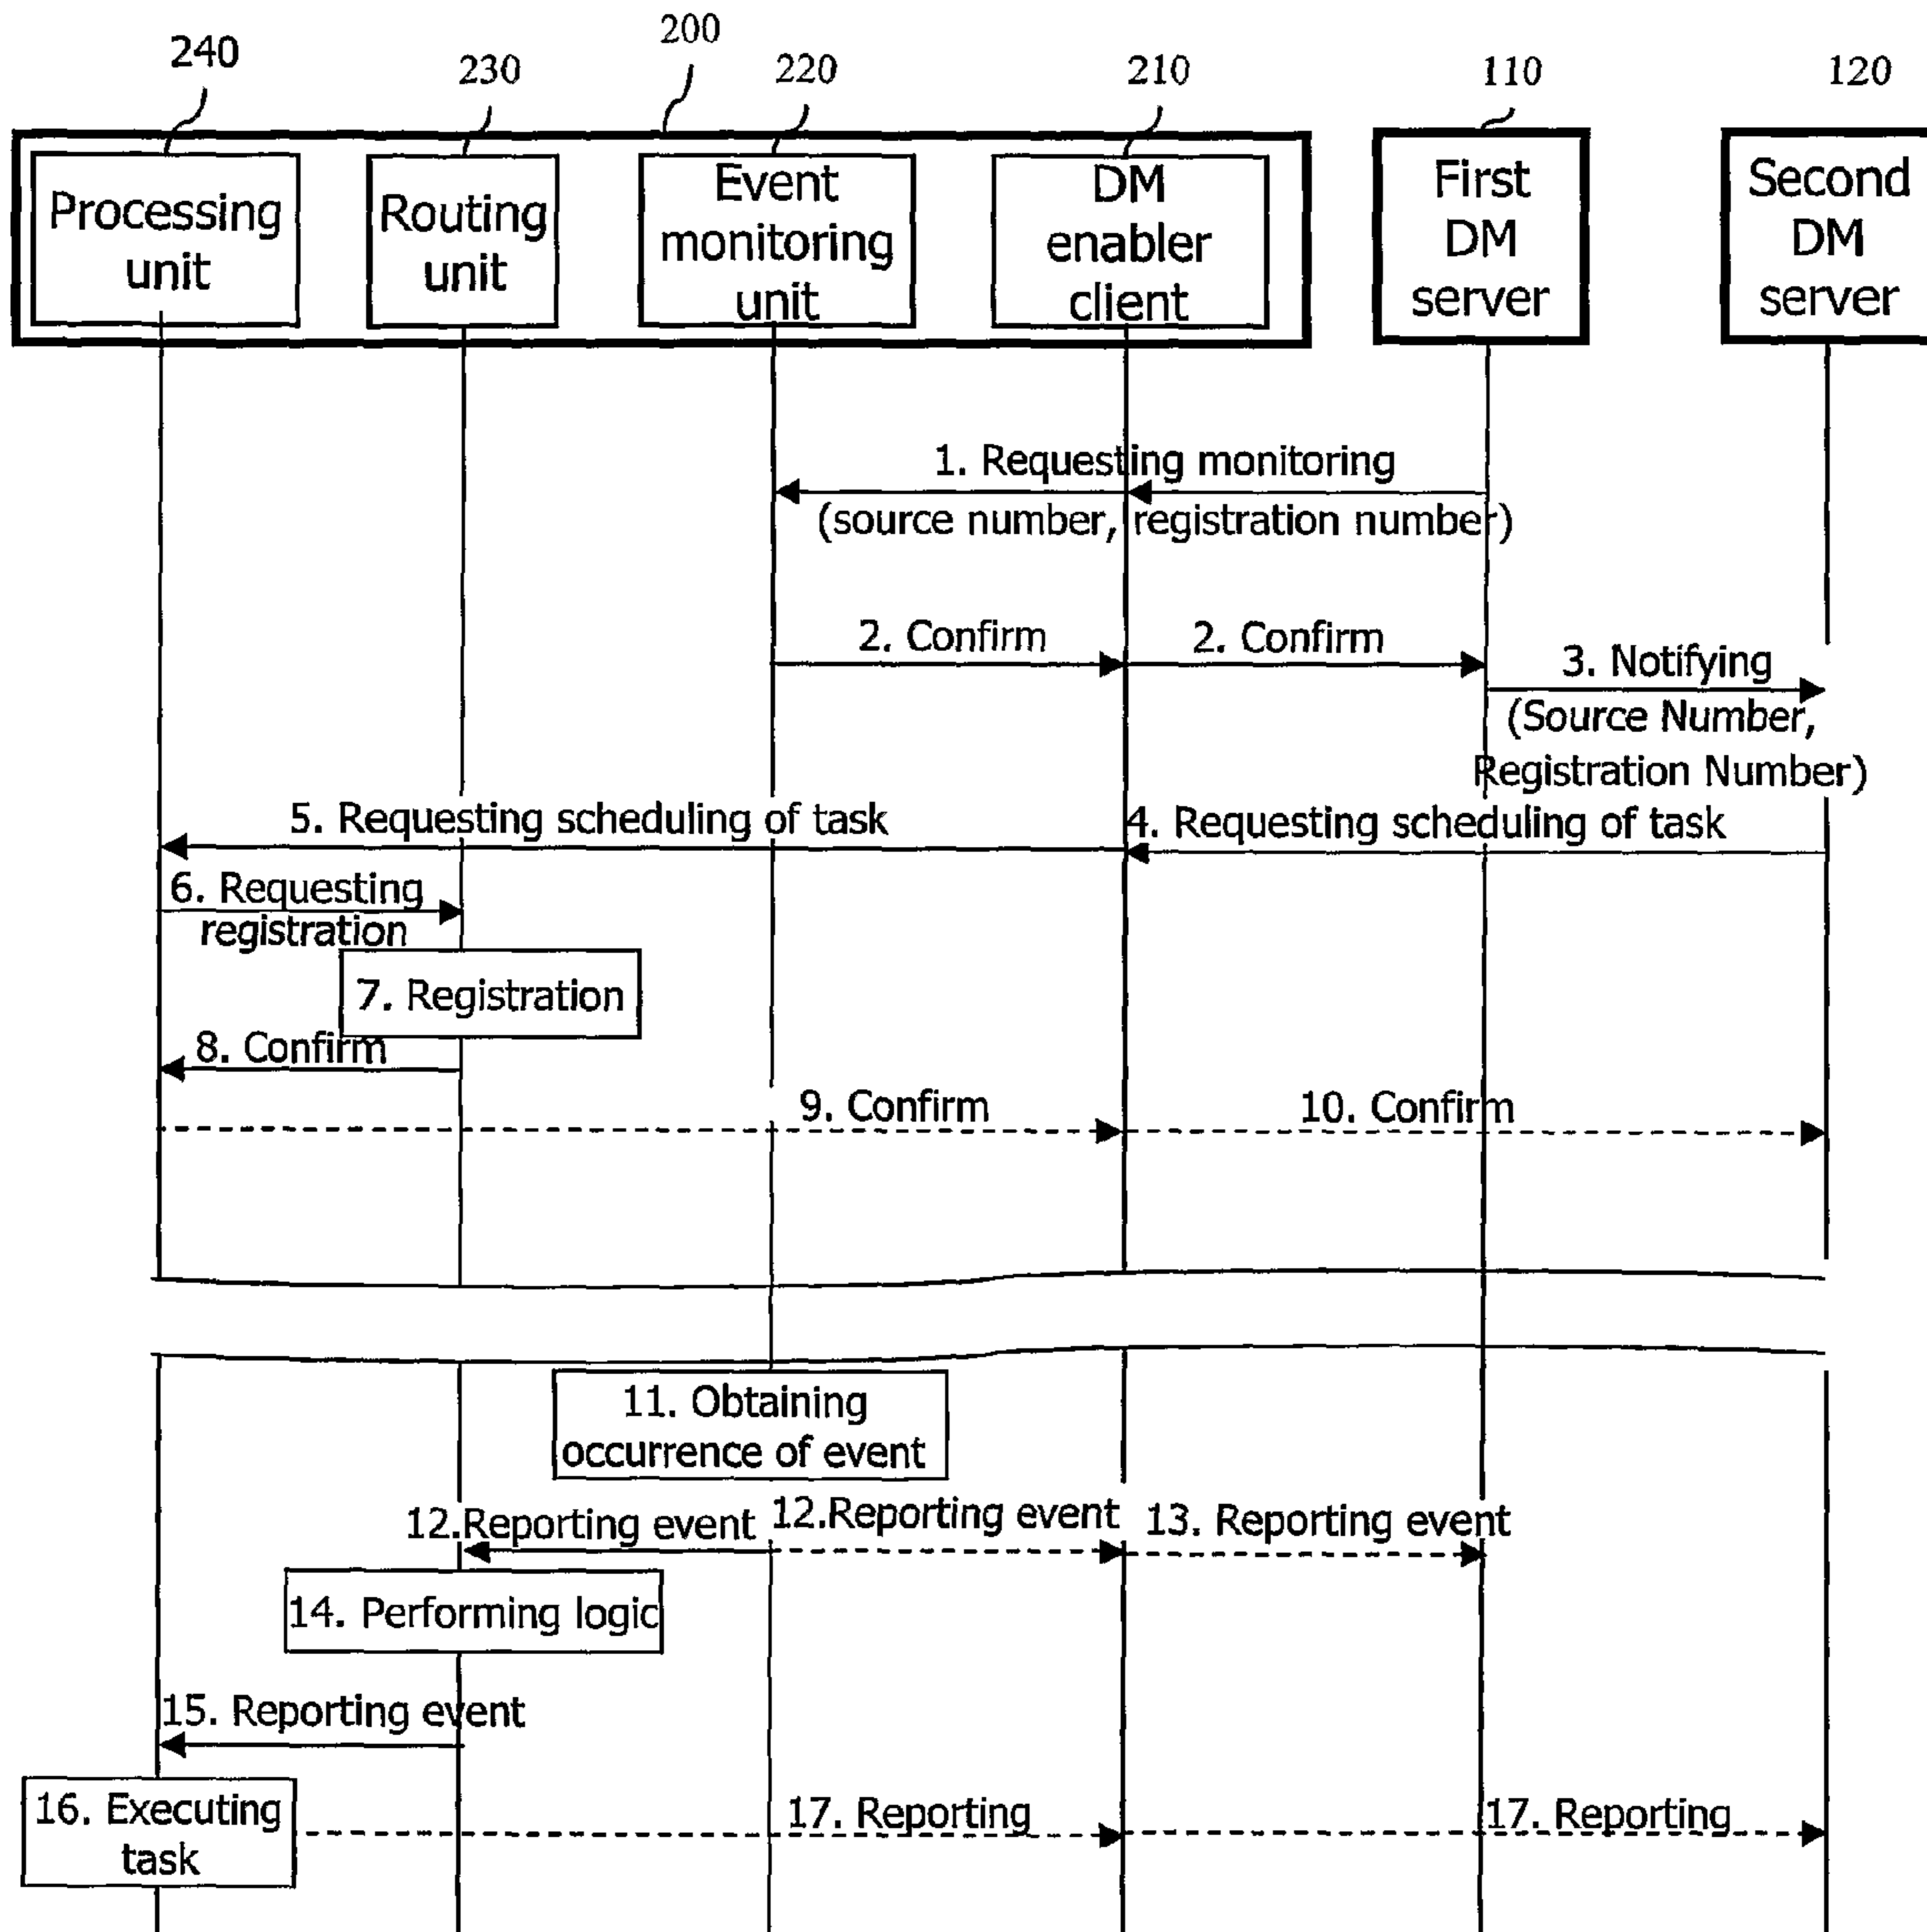 200
240
230
220
210
110
120
Processing
unit
Routing
unit
Event
monitoring
unit
DM
enabler
client
First
DM
server
Second
DM
server
1. Requesting monitoring
(source number, registration number)
2. Confirm
2. Confirm
3. Notifying
(Source Number,
Registration Number)
5. Requesting scheduling of task
4. Requesting scheduling of task
6. Requesting
registration
7. Registration
8. Confirm
9. Confirm
10. Confirm
11. Obtaining
occurrence of event
12.Reporting event
12.Reporting event
13. Reporting event
14. Performing logic
15. Reporting event
16. Executing
task
17. Reporting
17. Reporting